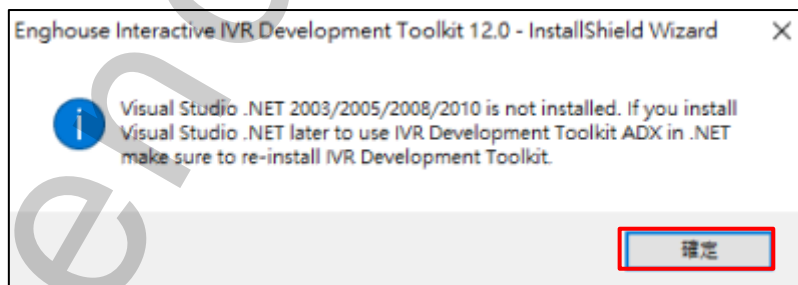 Enghouse Interactive IVR Development Toolkit 12.0 - InstallShield Wizard
Visual Studio .NET 2003/2005/2008/2010 is not installed. If you install
Visual Studio .NET later to use IVR Development Toolkit ADX in .NET
make sure to re-install IVR Development Toolkit.
確定